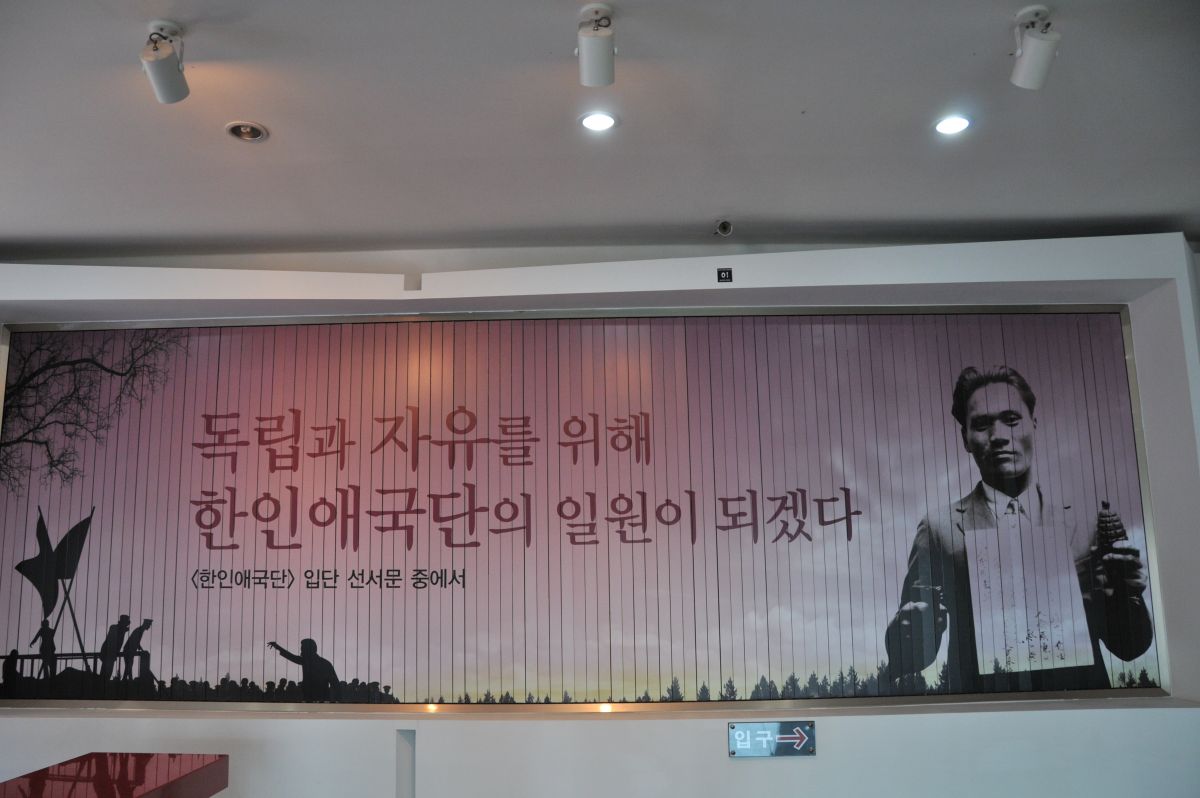 01
독립과 자유를 위해
한인애국단의 일원이 되겠다
〈한인애국단〉 입단 선서문 중에서
입구